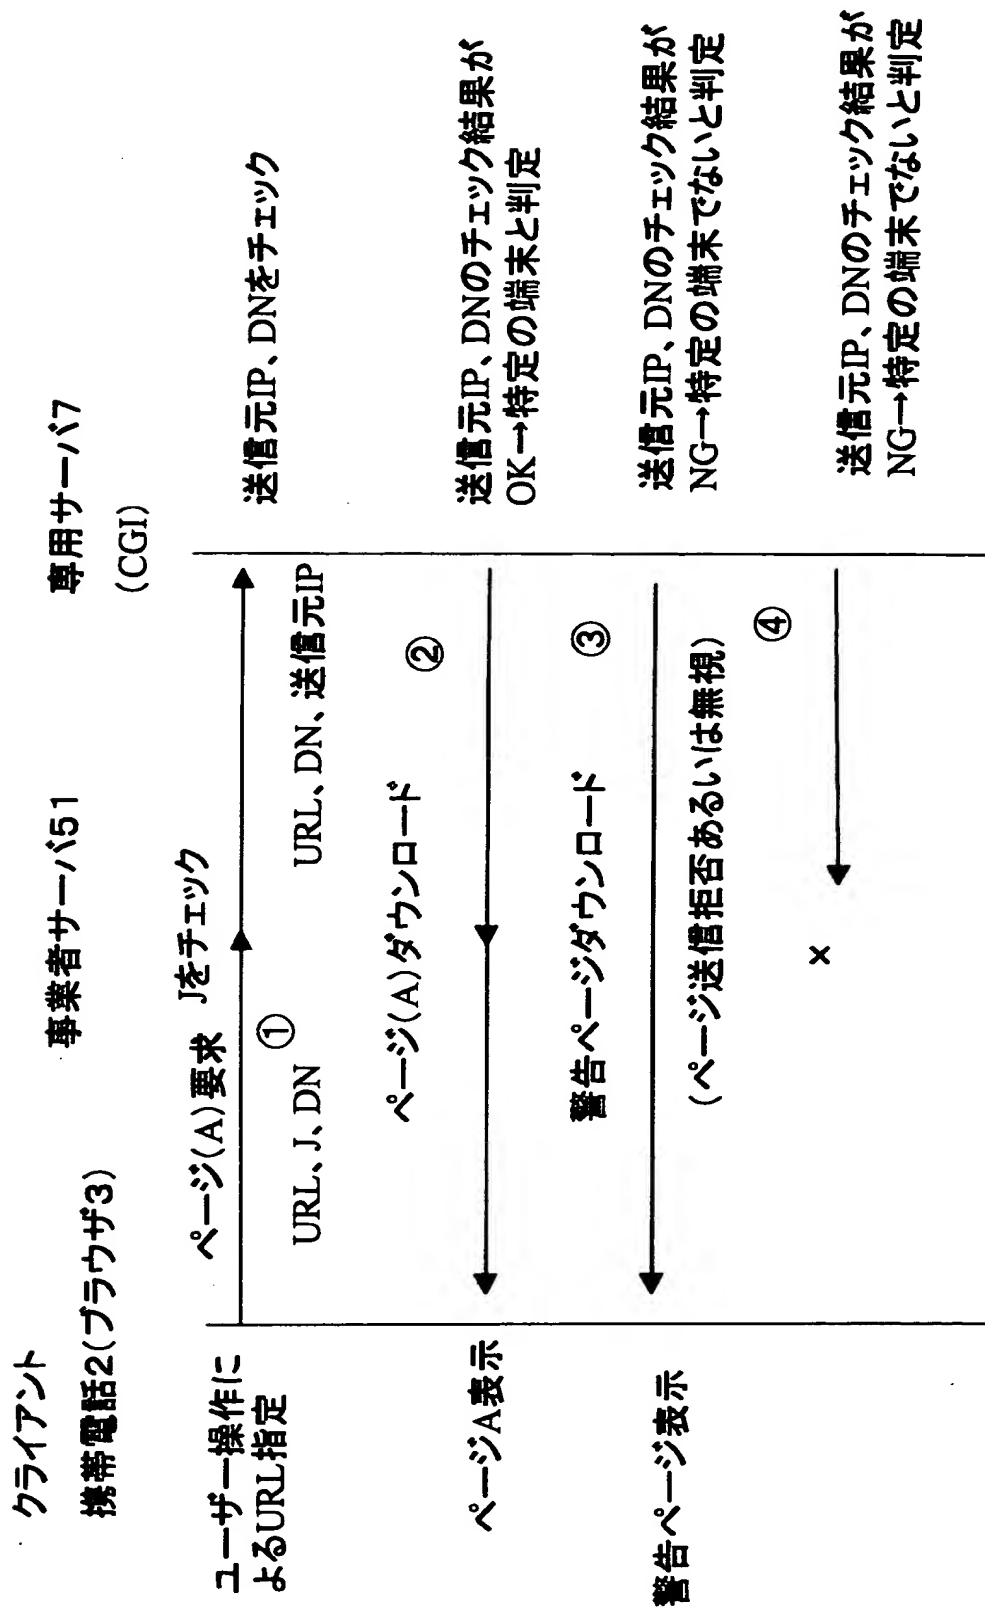 クライアント
携帯電話2(ブラウザ3)
事業者サーバ51
専用サーバ7
(CGI)
ユーザー操作に
よるURL指定
ページ(A)要求
Jをチェック
①
URL、J、DN
URL、DN、送信元IP
送信元IP、DNをチェック
ページ(A)ダウンロード
②
ページA表示
送信元IP、DNのチェック結果が
OK→特定の端末と判定
警告ページダウンロード
③
警告ページ表示
送信元IP、DNのチェック結果が
NG→特定の端末でないと判定
(ページ送信拒否あるいは無視)
④
×
送信元IP、DNのチェック結果が
NG→特定の端末でないと判定